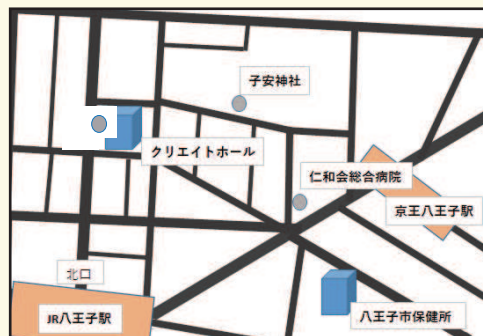 子安神社
クリエイトホール
仁和会総合病院
京王八王子駅
北口
JR八王子駅
八王子市保健所